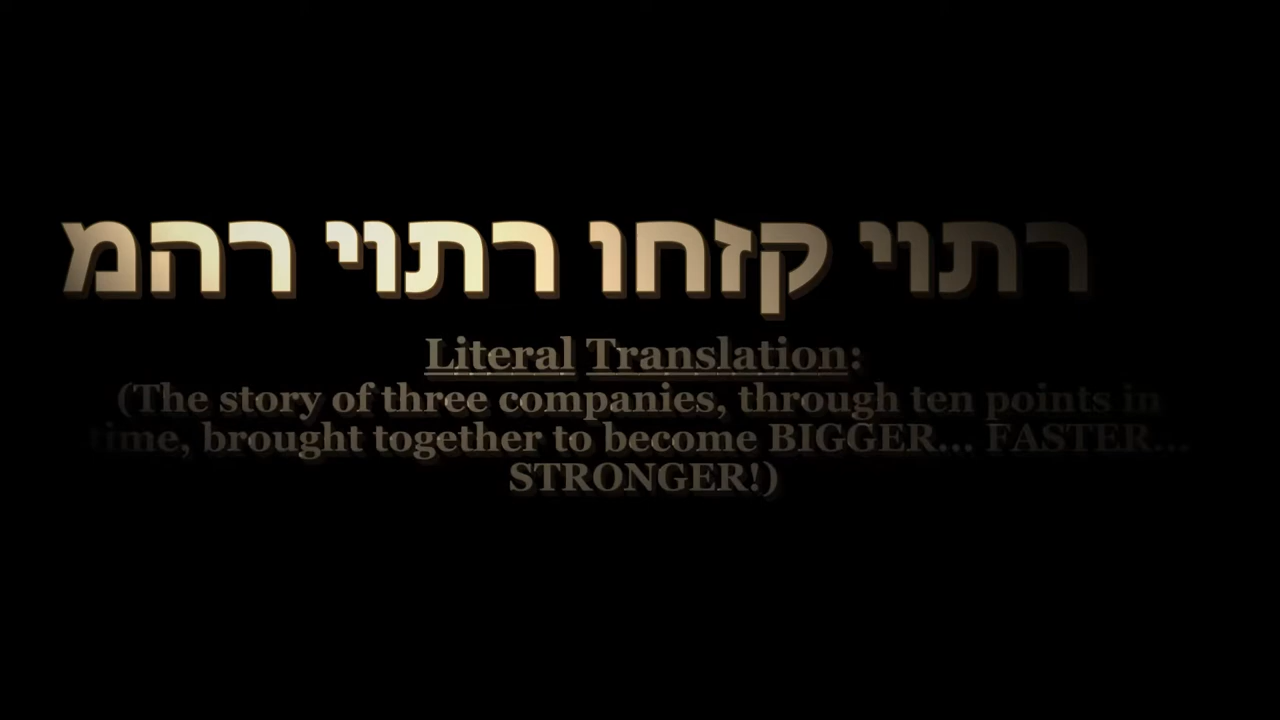 רתוי קזחו רתוי רהמ
Literal Translation:
(The story of three companies, through ten points in
time, brought together to become BIGGER... FASTER...
STRONGER!)